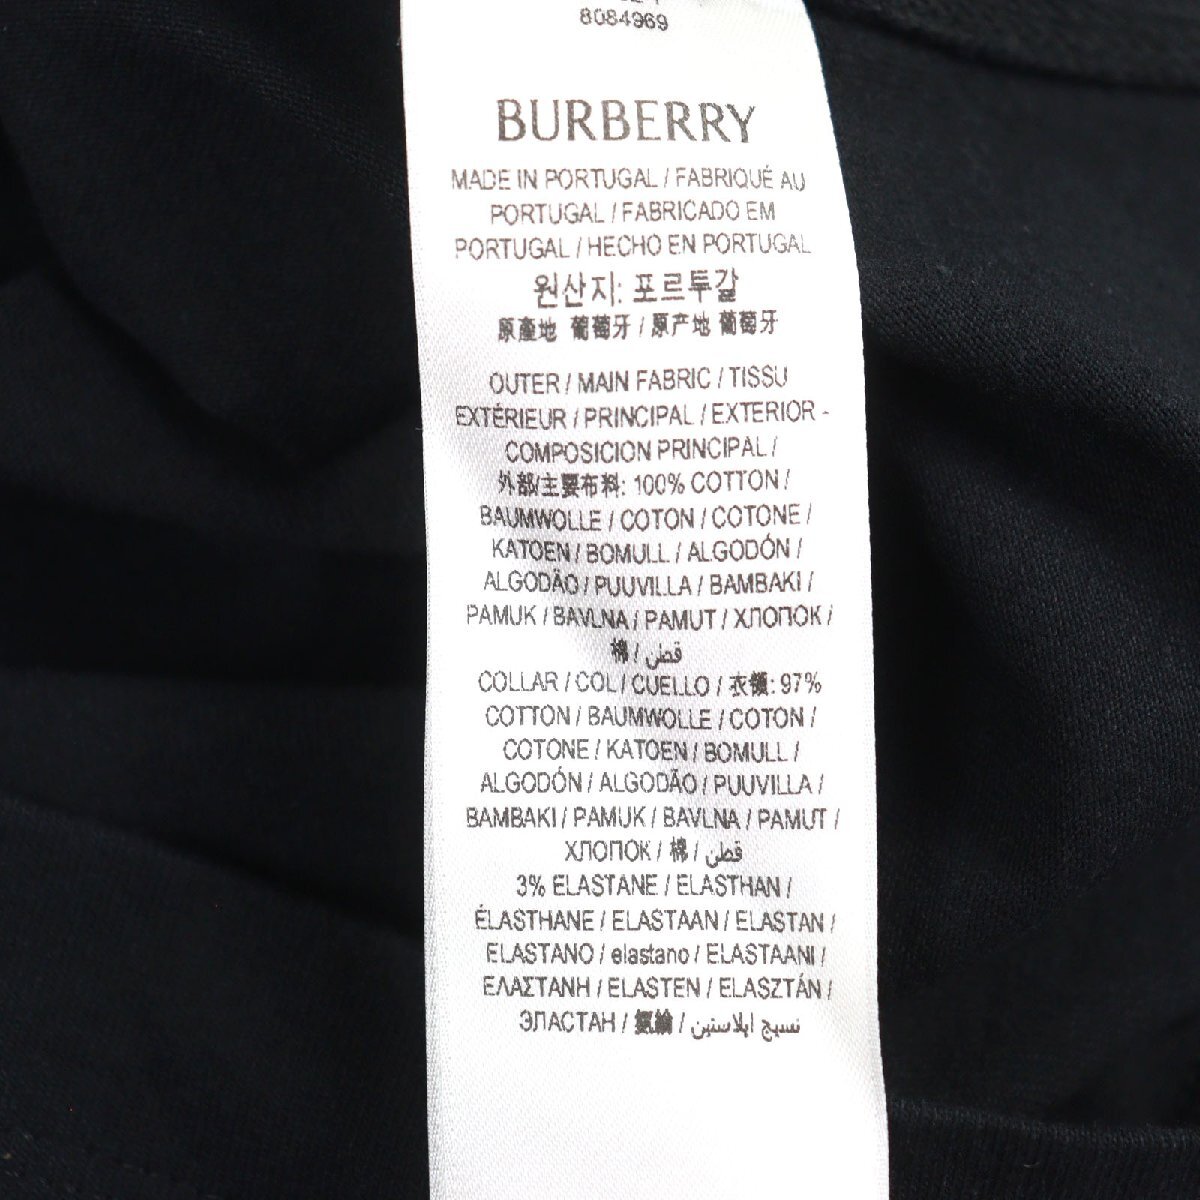 8084969
BURBERRY
MADE IN PORTUGAL / FABRIQUÉ AU
PORTUGAL / FABRICADO EM
PORTUGAL / HECHO EN PORTUGAL
원산지: 포르투갈
原產地 葡萄牙 / 原产地 葡萄牙
OUTER / MAIN FABRIC / TISSU
EXTÉRIEUR / PRINCIPAL / EXTERIOR -
COMPOSICION PRINCIPAL /
外部/主要布料: 100% COTTON /
BAUMWOLLE / COTON / COTONE /
KATOEN / BOMULL / ALGODÓN /
ALGODÃO / PUUVILLA / BAMBAKI /
PAMUK / BAVLNA / PAMUT / ХЛОПОК /
棉 / قطن
COLLAR / COL / CUELLO / 衣領: 97%
COTTON / BAUMWOLLE / COTON /
COTONE / KATOEN / BOMULL /
ALGODÓN / ALGODÃO / PUUVILLA /
BAMBAKI / PAMUK / BAVLNA / PAMUT /
ХЛОПОК / 棉 / قطن
3% ELASTANE / ELASTHAN /
ÉLASTHANE / ELASTAAN / ELASTAN /
ELASTANO / elastano / ELASTAANI /
ΕΛΑΣΤΑΝΗ / ELASTEN / ELASZTÁN /
ЭЛАСТАН / 氨綸 / نسيج ايلاستين